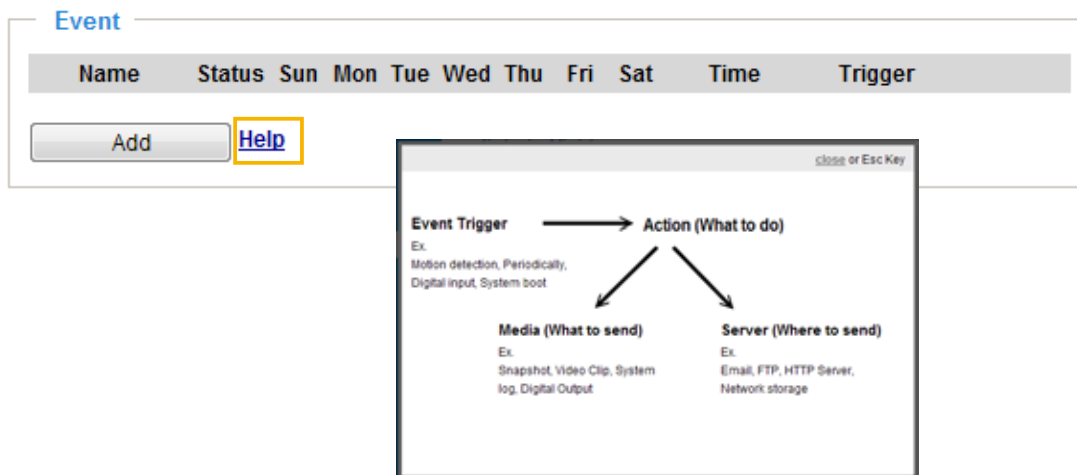 Event
Name Status Sun Mon Tue Wed Thu Fri Sat Time Trigger
Add Help
close or Esc Key
Event Trigger
Ex.
Motion detection, Periodically,
Digital input, System boot
Action (What to do)
Media (What to send)
Ex.
Snapshot, Video Clip, System
log, Digital Output
Server (Where to send)
Ex.
Email, FTP, HTTP Server,
Network storage